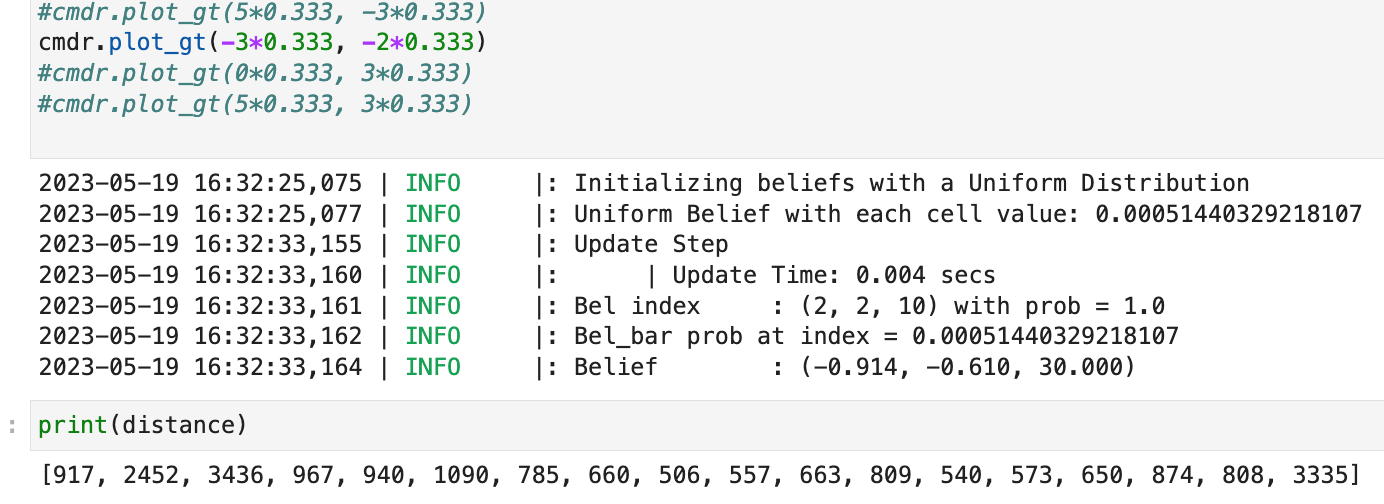 #cmdr.plot_gt(5*0.333, -3*0.333)
cmdr.plot_gt(-3*0.333, -2*0.333)
#cmdr.plot_gt(0*0.333, 3*0.333)
#cmdr.plot_gt(5*0.333, 3*0.333)
2023-05-19 16:32:25,075 | INFO     |: Initializing beliefs with a Uniform Distribution
2023-05-19 16:32:25,077 | INFO     |: Uniform Belief with each cell value: 0.00051440329218107
2023-05-19 16:32:33,155 | INFO     |: Update Step
2023-05-19 16:32:33,160 | INFO     |:      | Update Time: 0.004 secs
2023-05-19 16:32:33,161 | INFO     |: Bel index     : (2, 2, 10) with prob = 1.0
2023-05-19 16:32:33,162 | INFO     |: Bel_bar prob at index = 0.00051440329218107
2023-05-19 16:32:33,164 | INFO     |: Belief        : (-0.914, -0.610, 30.000)
: print(distance)
[917, 2452, 3436, 967, 940, 1090, 785, 660, 506, 557, 663, 809, 540, 573, 650, 874, 808, 3335]